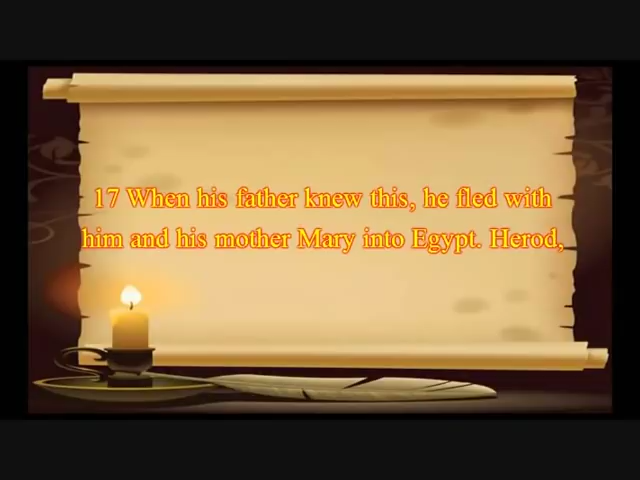 17 When his father knew this, he fled with
him and his mother Mary into Egypt. Herod,